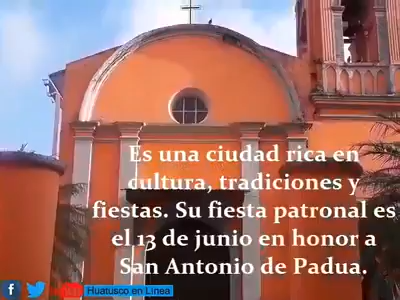 Es una ciudad rica en
cultura, tradiciones y
fiestas. Su fiesta patronal es
el 13 de junio en honor a
San Antonio de Padua.
Huatusco en Línea